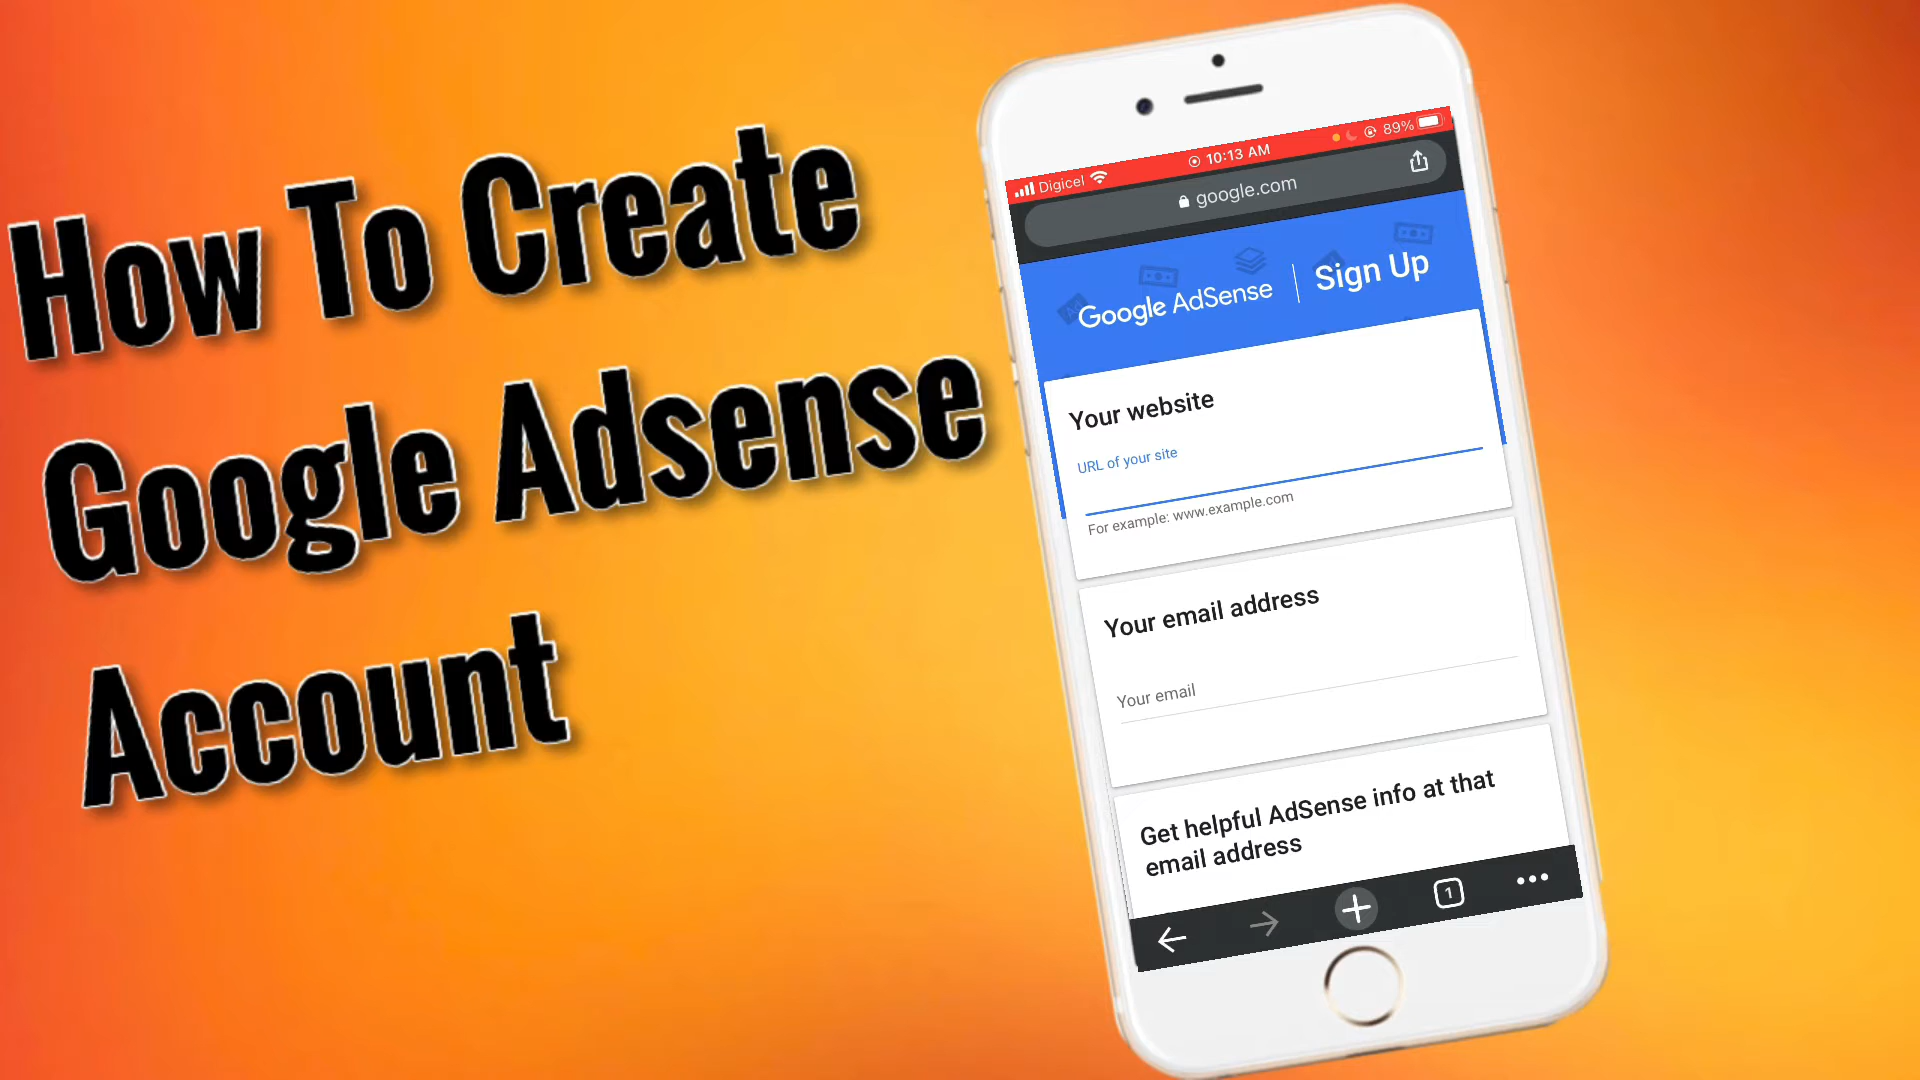 How To Create
Google Adsense
Account
Digicel
10:13 AM
89%
google.com
Google AdSense
Sign Up
Your website
URL of your site
For example: www.example.com
Your email address
Your email
Get helpful AdSense info at that
email address
1